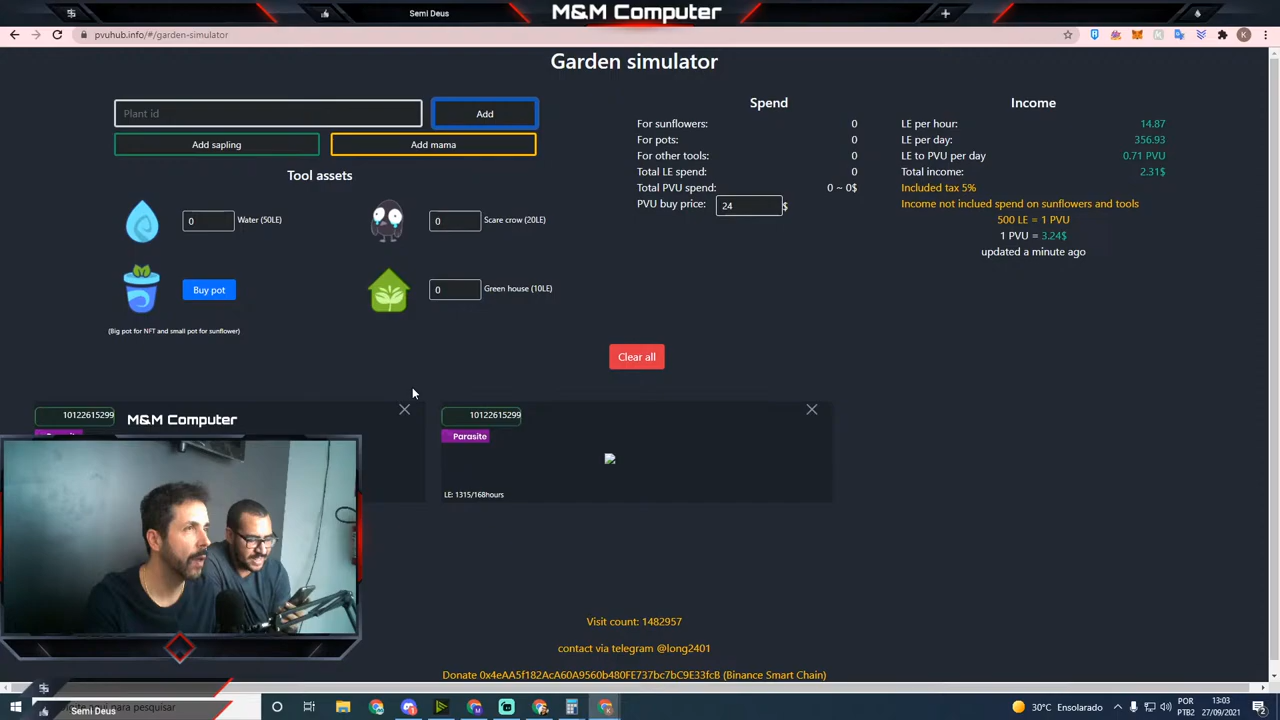 Semi Deus
M&M Computer
pvuhub.info/#/garden-simulator
K
Garden simulator
Plant id
Add
Add sapling
Add mama
Tool assets
0
Water (50LE)
0
Scare crow (20LE)
Buy pot
0
Green house (10LE)
(Big pot for NFT and small pot for sunflower)
Spend
For sunflowers:
0
For pots:
0
For other tools:
0
Total LE spend:
0
Total PVU spend:
0 ~ 0$
PVU buy price:
24
$
Income
LE per hour:
14.87
LE per day:
356.93
LE to PVU per day
0.71 PVU
Total income:
2.31$
Included tax 5%
Income not inclued spend on sunflowers and tools
500 LE = 1 PVU
1 PVU = 3.24$
updated a minute ago
Clear all
10122615299
M&M Computer
10122615299
Parasite
LE: 1315/168hours
Visit count: 1482957
contact via telegram @long2401
Donate 0x4eAA5f182AcA60A9560b480FE737bc7bC9E33fcB (Binance Smart Chain)
aqui para pesquisar
Semi Deus
30°C Ensolarado
POR
PTB2
13:03
27/09/2021
2